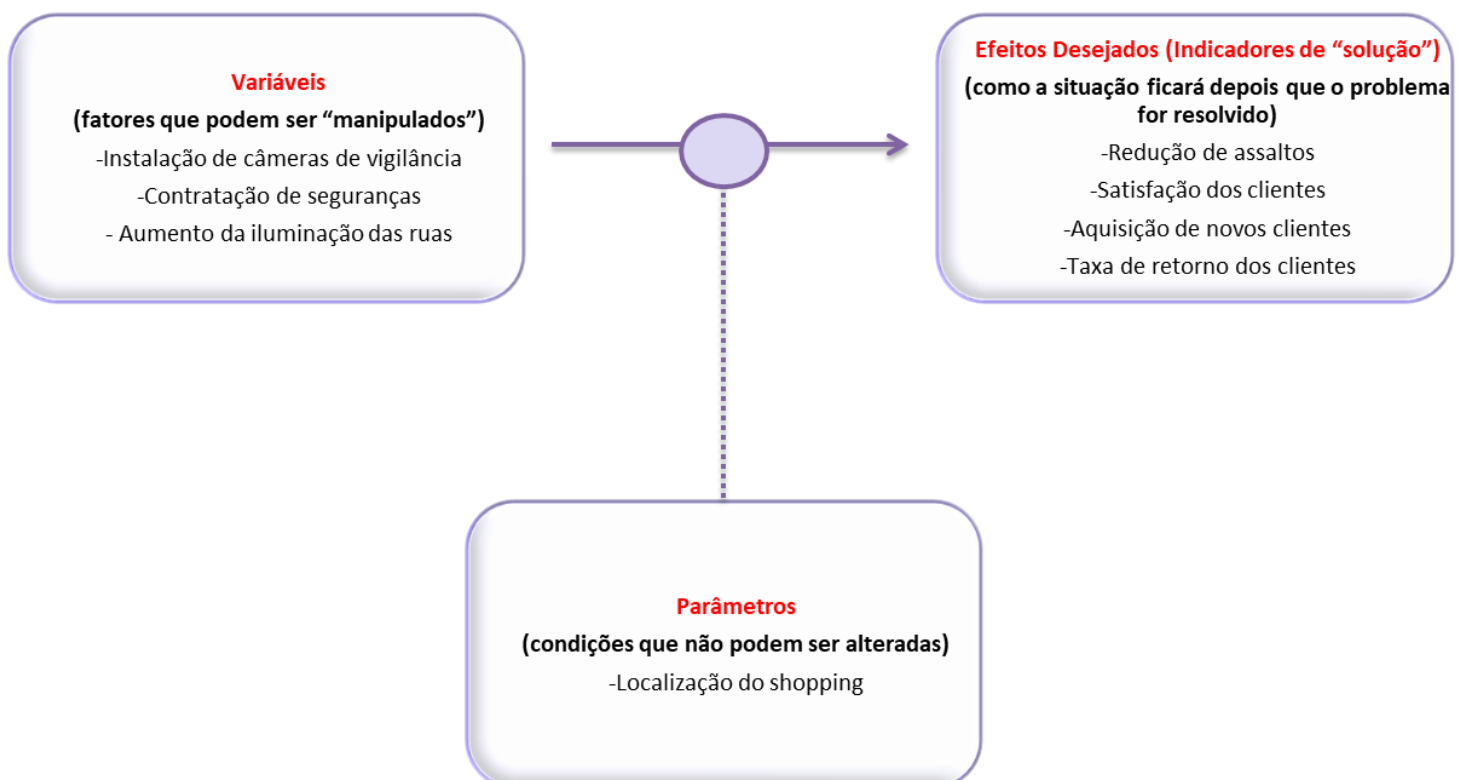 Variáveis
(fatores que podem ser “manipulados”)
-Instalação de câmeras de vigilância
-Contratação de seguranças
- Aumento da iluminação das ruas
Efeitos Desejados (Indicadores de “solução”)
(como a situação ficará depois que o problema
for resolvido)
-Redução de assaltos
-Satisfação dos clientes
-Aquisição de novos clientes
-Taxa de retorno dos clientes
Parâmetros
(condições que não podem ser alteradas)
-Localização do shopping